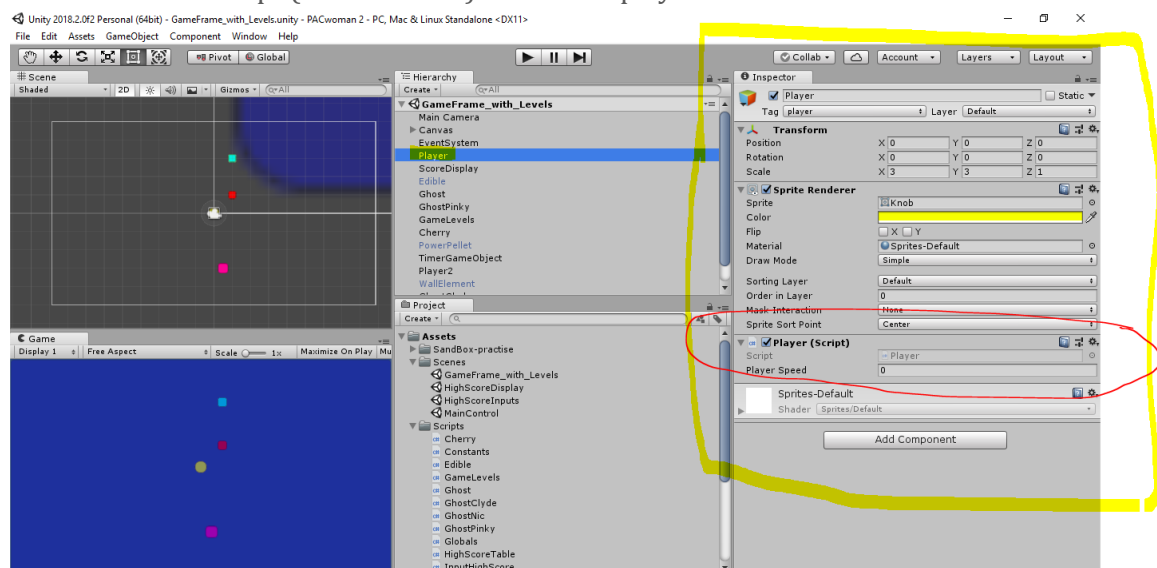 Unity 2018.2.0f2 Personal (64bit) - GameFrame_with_Levels.unity - PACwoman 2 - PC, Mac & Linux Standalone <DX11>
File Edit Assets GameObject Component Window Help
Pivot Global Collab Account Layers Layout
Scene
Shaded 2D Gizmos All
Game
Display 1 Free Aspect Scale 1x Maximize On Play Mu
Hierarchy
Create All
GameFrame_with_Levels
Main Camera
Canvas
EventSystem
Player
ScoreDisplay
Edible
Ghost
GhostPinky
GameLevels
Cherry
PowerPellet
TimerGameObject
Player2
WallElement
Project
Create
Assets
SandBox-practise
Scenes
GameFrame_with_Levels
HighScoreDisplay
HighScoreInputs
MainControl
Scripts
Cherry
Constants
Edible
GameLevels
Ghost
GhostClyde
GhostNic
GhostPinky
Globals
HighScoreTable
InputHighScore
Inspector
Player Static
Tag player Layer Default
Transform
Position X 0 Y 0 Z 0
Rotation X 0 Y 0 Z 0
Scale X 3 Y 3 Z 1
Sprite Renderer
Sprite Knob
Color
Flip X Y
Material Sprites-Default
Draw Mode Simple
Sorting Layer Default
Order in Layer 0
Mask Interaction None
Sprite Sort Point Center
Player (Script)
Script Player
Player Speed 0
Sprites-Default
Shader Sprites/Default
Add Component